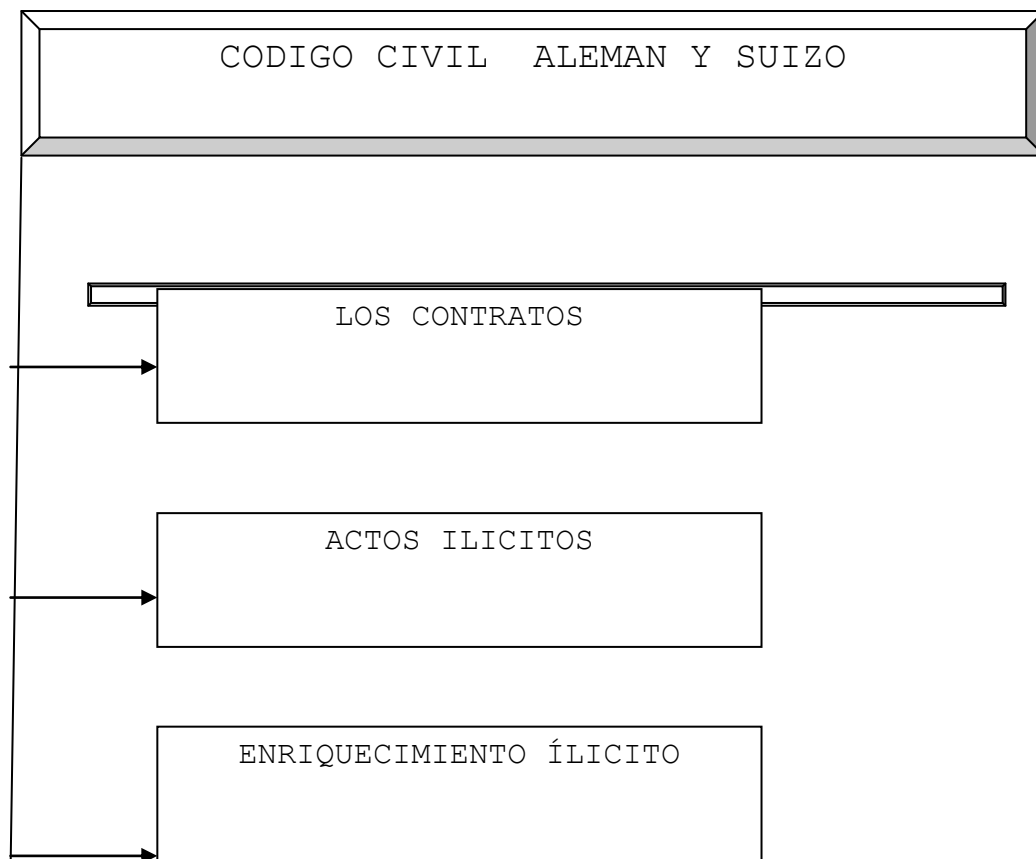 CODIGO CIVIL ALEMAN Y SUIZO
LOS CONTRATOS
ACTOS ILICITOS
ENRIQUECIMIENTO ÍLICITO